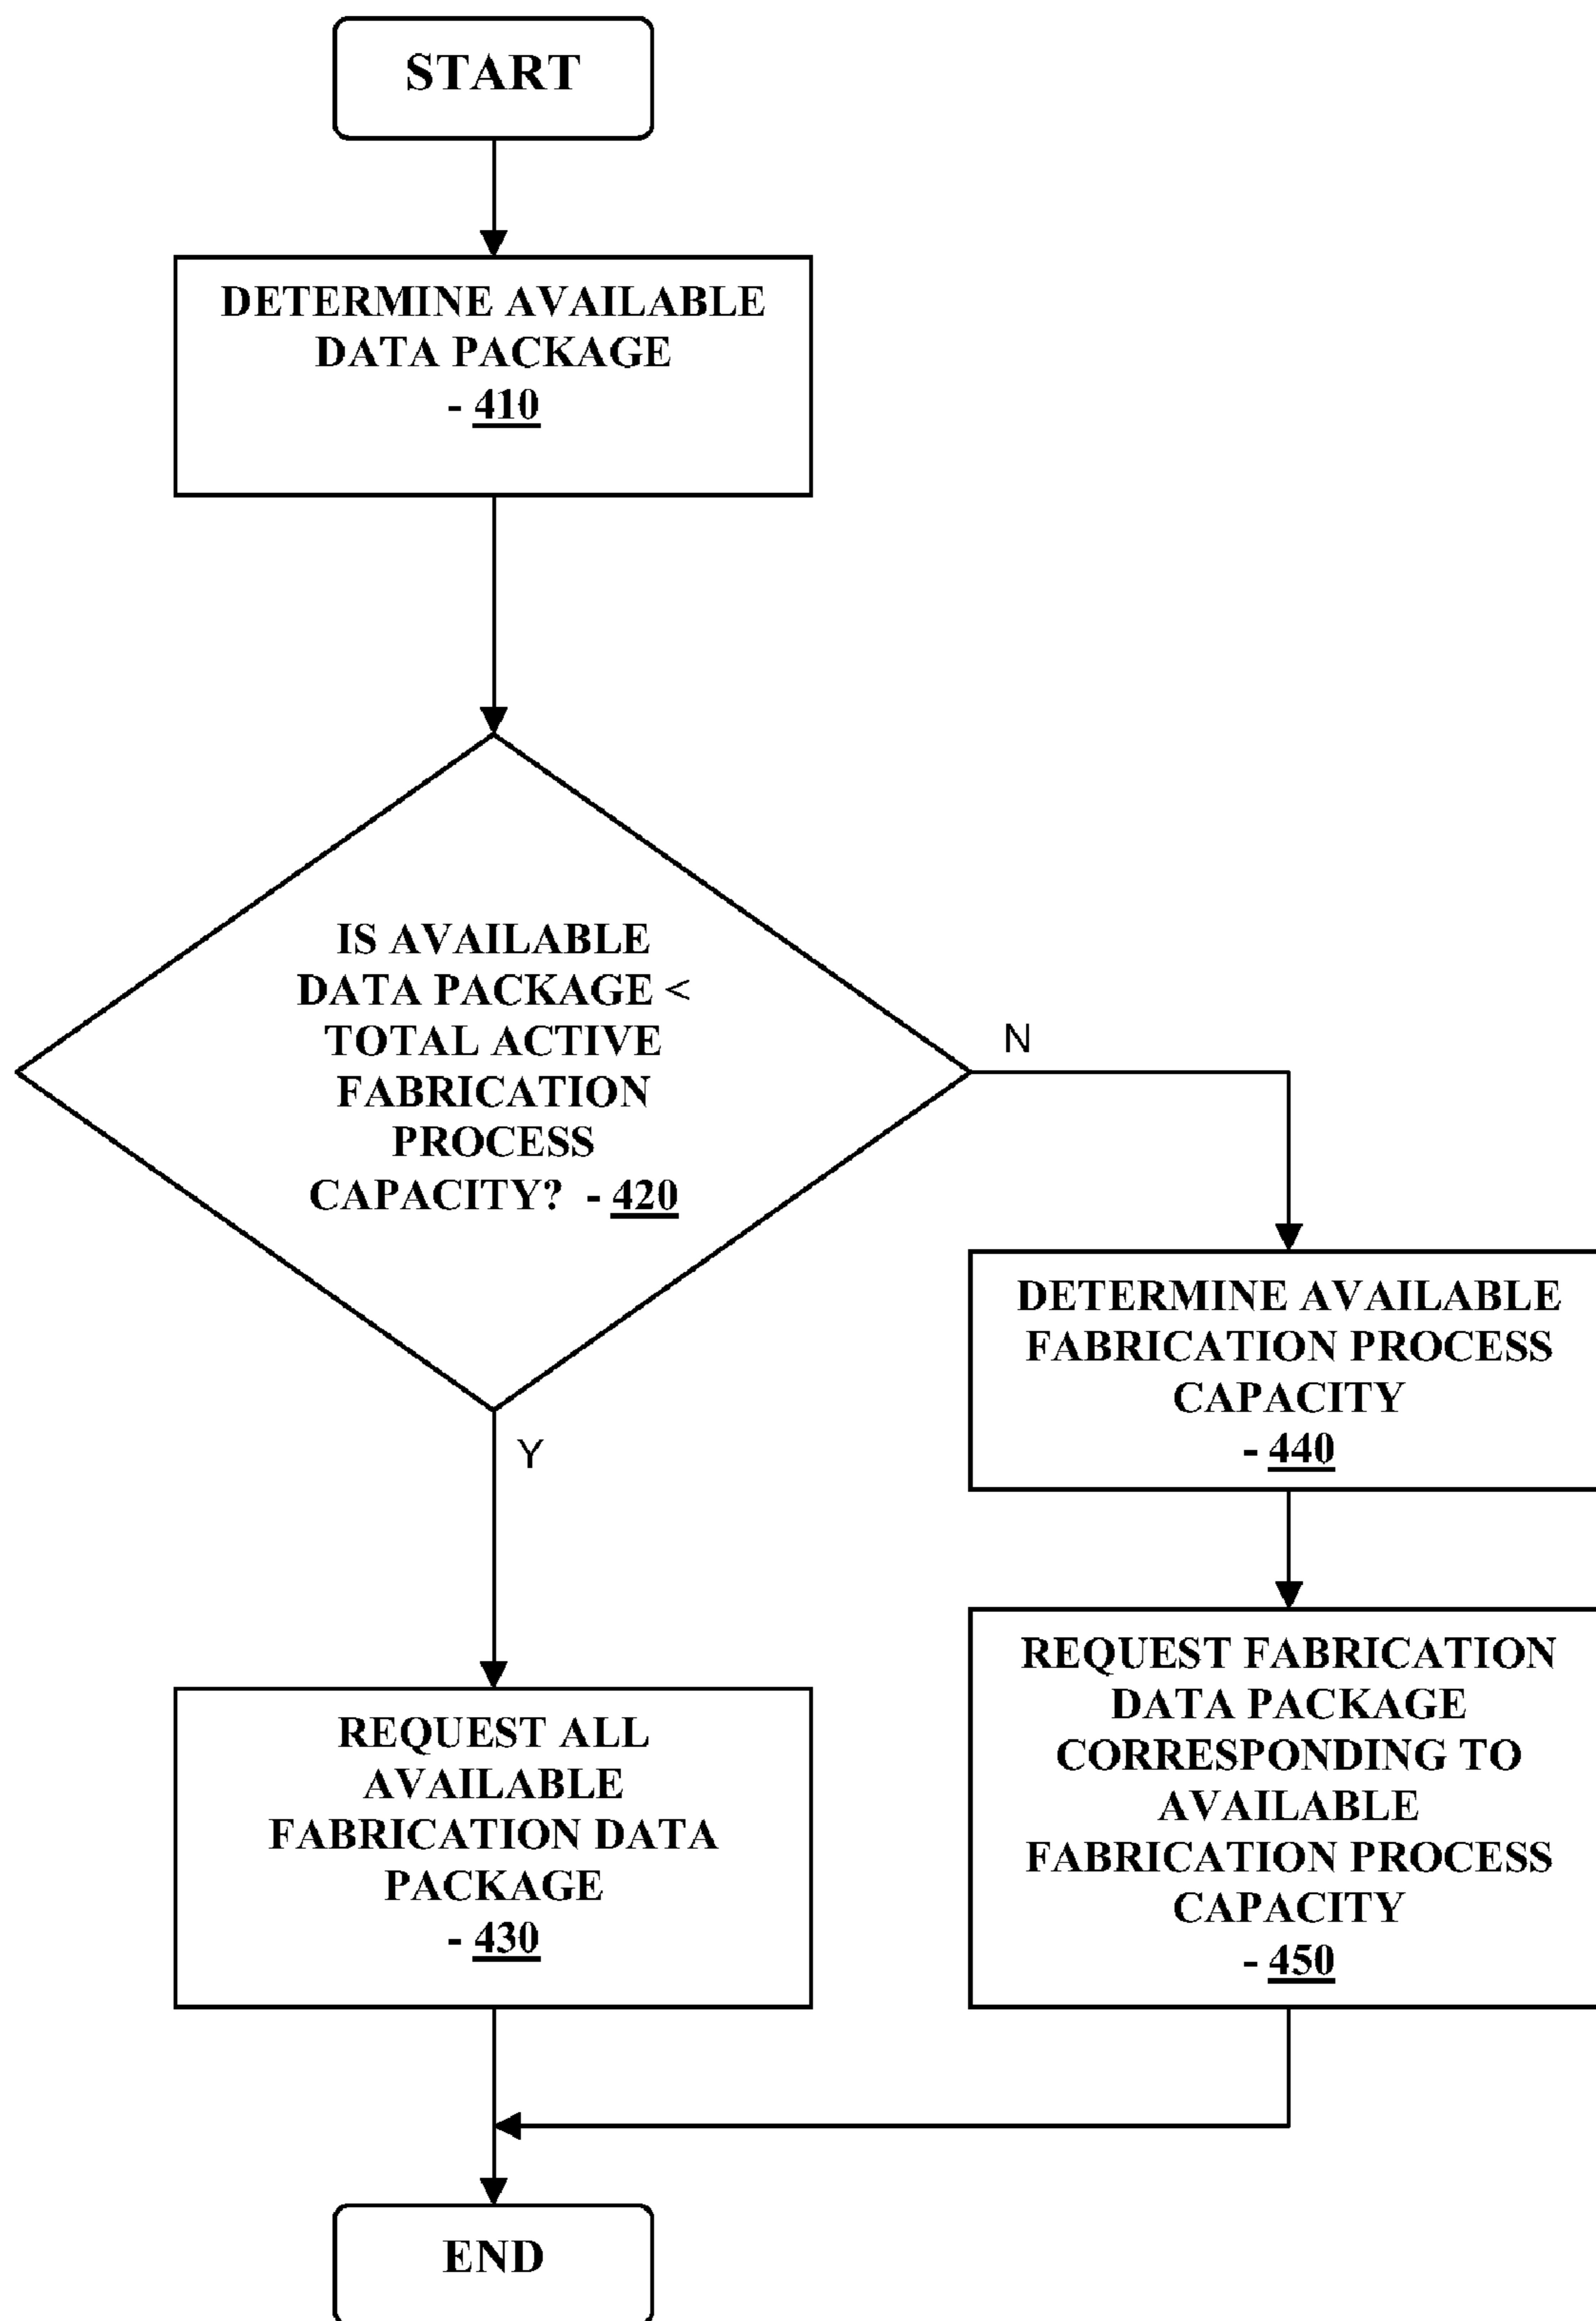 START
DETERMINE AVAILABLE
DATA PACKAGE
- 410
IS AVAILABLE
DATA PACKAGE <
TOTAL ACTIVE
FABRICATION
PROCESS
CAPACITY? - 420
N
Y
DETERMINE AVAILABLE
FABRICATION PROCESS
CAPACITY
- 440
REQUEST FABRICATION
DATA PACKAGE
CORRESPONDING TO
AVAILABLE
FABRICATION PROCESS
CAPACITY
- 450
REQUEST ALL
AVAILABLE
FABRICATION DATA
PACKAGE
- 430
END